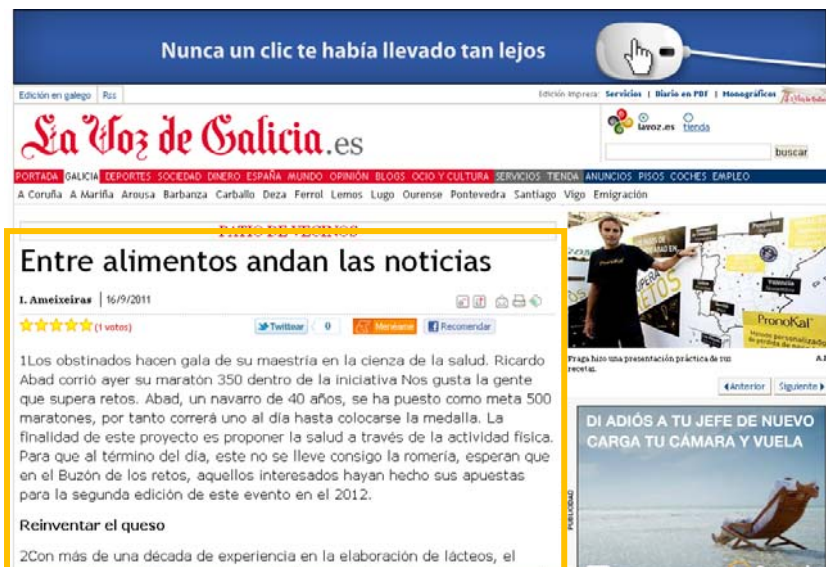 Nunca un clic te había llevado tan lejos
Edición en galego | Rss
Edición impresa: Servicios | Diario en PDF | Monográficos
La Voz de Galicia.es
lavoz.es tienda
buscar
PORTADA GALICIA DEPORTES SOCIEDAD DINERO ESPAÑA MUNDO OPINIÓN BLOGS OCIO Y CULTURA SERVICIOS TIENDA ANUNCIOS PISOS COCHES EMPLEO
A Coruña A Mariña Arousa Barbanza Carballo Deza Ferrol Lemos Lugo Ourense Pontevedra Santiago Vigo Emigración
PATIO DE VECINOS
Entre alimentos andan las noticias
I. Ameixeiras | 16/9/2011
(1 votos)
Twittear 0 Menéame Recomendar
1Los obstinados hacen gala de su maestría en la cienza de la salud. Ricardo
Abad corrió ayer su maratón 350 dentro de la iniciativa Nos gusta la gente
que supera retos. Abad, un navarro de 40 años, se ha puesto como meta 500
maratones, por tanto correrá uno al día hasta colocarse la medalla. La
finalidad de este proyecto es proponer la salud a través de la actividad física.
Para que al término del día, este no se lleve consigo la romería, esperan que
en el Buzón de los retos, aquellos interesados hayan hecho sus apuestas
para la segunda edición de este evento en el 2012.
Reinventar el queso
2Con más de una década de experiencia en la elaboración de lácteos, el
PronoKal
Valencia
PronoKal
Fraga hizo una presentación práctica de sus
recetas.
Anterior Siguiente
DI ADIÓS A TU JEFE DE NUEVO
CARGA TU CÁMARA Y VUELA
PUBLICIDAD